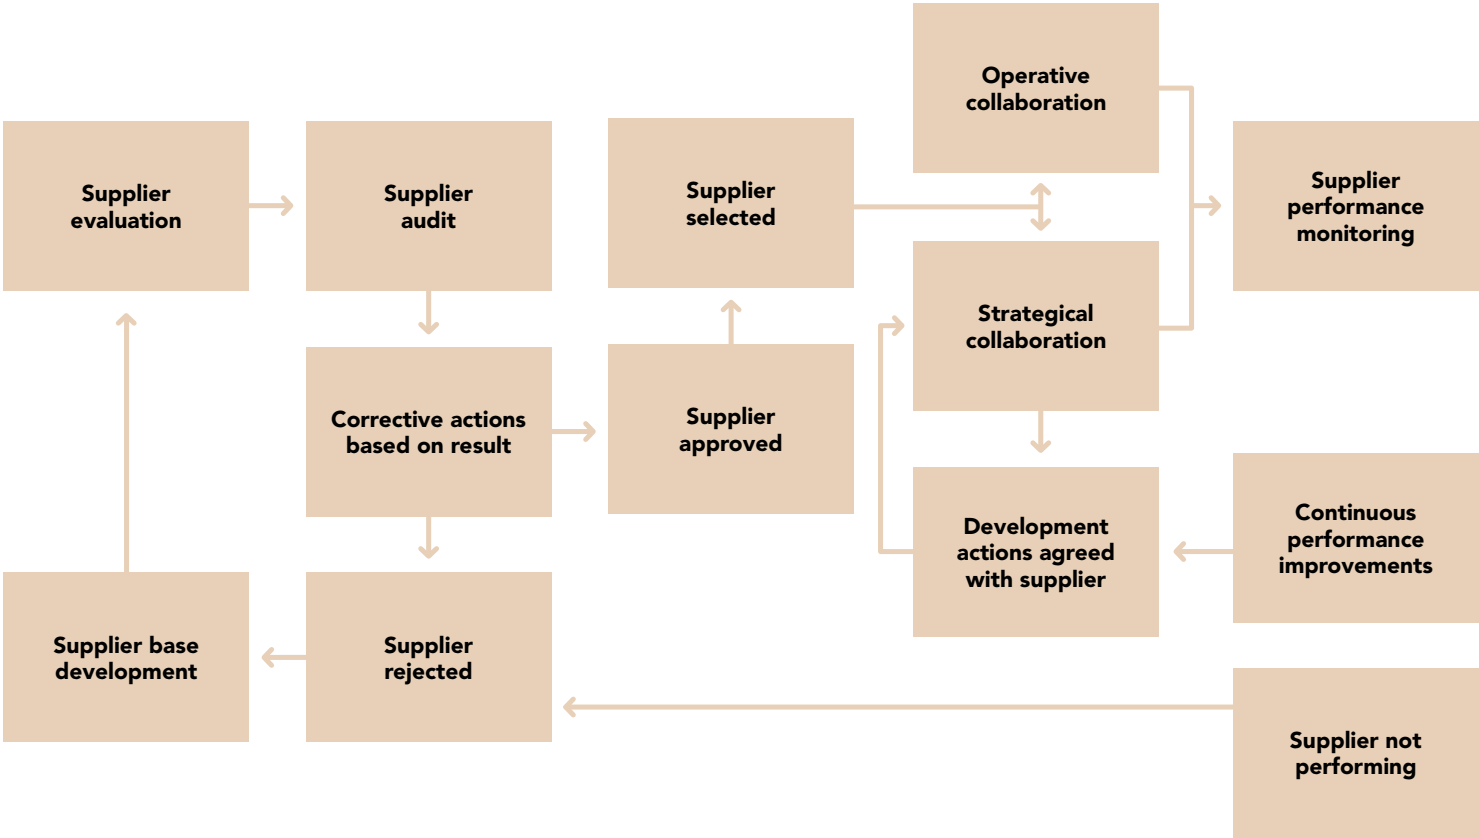 Operative
collaboration
Supplier
evaluation
Supplier
audit
Supplier
selected
Supplier
performance
monitoring
Strategical
collaboration
Corrective actions
based on result
Supplier
approved
Development
actions agreed
with supplier
Continuous
performance
improvements
Supplier base
development
Supplier
rejected
Supplier not
performing